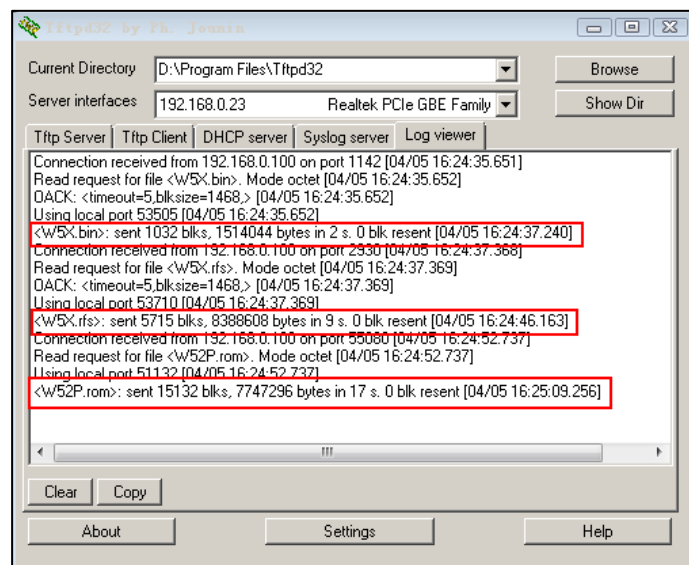 Tftpd32 by Ph. Jounin
Current Directory D:\Program Files\Tftpd32 Browse
Server interfaces 192.168.0.23 Realtek PCIe GBE Family Show Dir
Tftp Server Tftp Client DHCP server Syslog server Log viewer
Connection received from 192.168.0.100 on port 1142 [04/05 16:24:35.651]
Read request for file <W5X.bin>. Mode octet [04/05 16:24:35.652]
OACK: <timeout=5,blksize=1468,> [04/05 16:24:35.652]
Using local port 53505 [04/05 16:24:35.652]
<W5X.bin>: sent 1032 blks, 1514044 bytes in 2 s. 0 blk resent [04/05 16:24:37.240]
Connection received from 192.168.0.100 on port 2930 [04/05 16:24:37.368]
Read request for file <W5X.rfs>. Mode octet [04/05 16:24:37.369]
OACK: <timeout=5,blksize=1468,> [04/05 16:24:37.369]
Using local port 53710 [04/05 16:24:37.369]
<W5X.rfs>: sent 5715 blks, 8388608 bytes in 9 s. 0 blk resent [04/05 16:24:46.163]
Connection received from 192.168.0.100 on port 55080 [04/05 16:24:52.737]
Read request for file <W52P.rom>. Mode octet [04/05 16:24:52.737]
Using local port 51132 [04/05 16:24:52.737]
<W52P.rom>: sent 15132 blks, 7747296 bytes in 17 s. 0 blk resent [04/05 16:25:09.256]
Clear Copy
About Settings Help